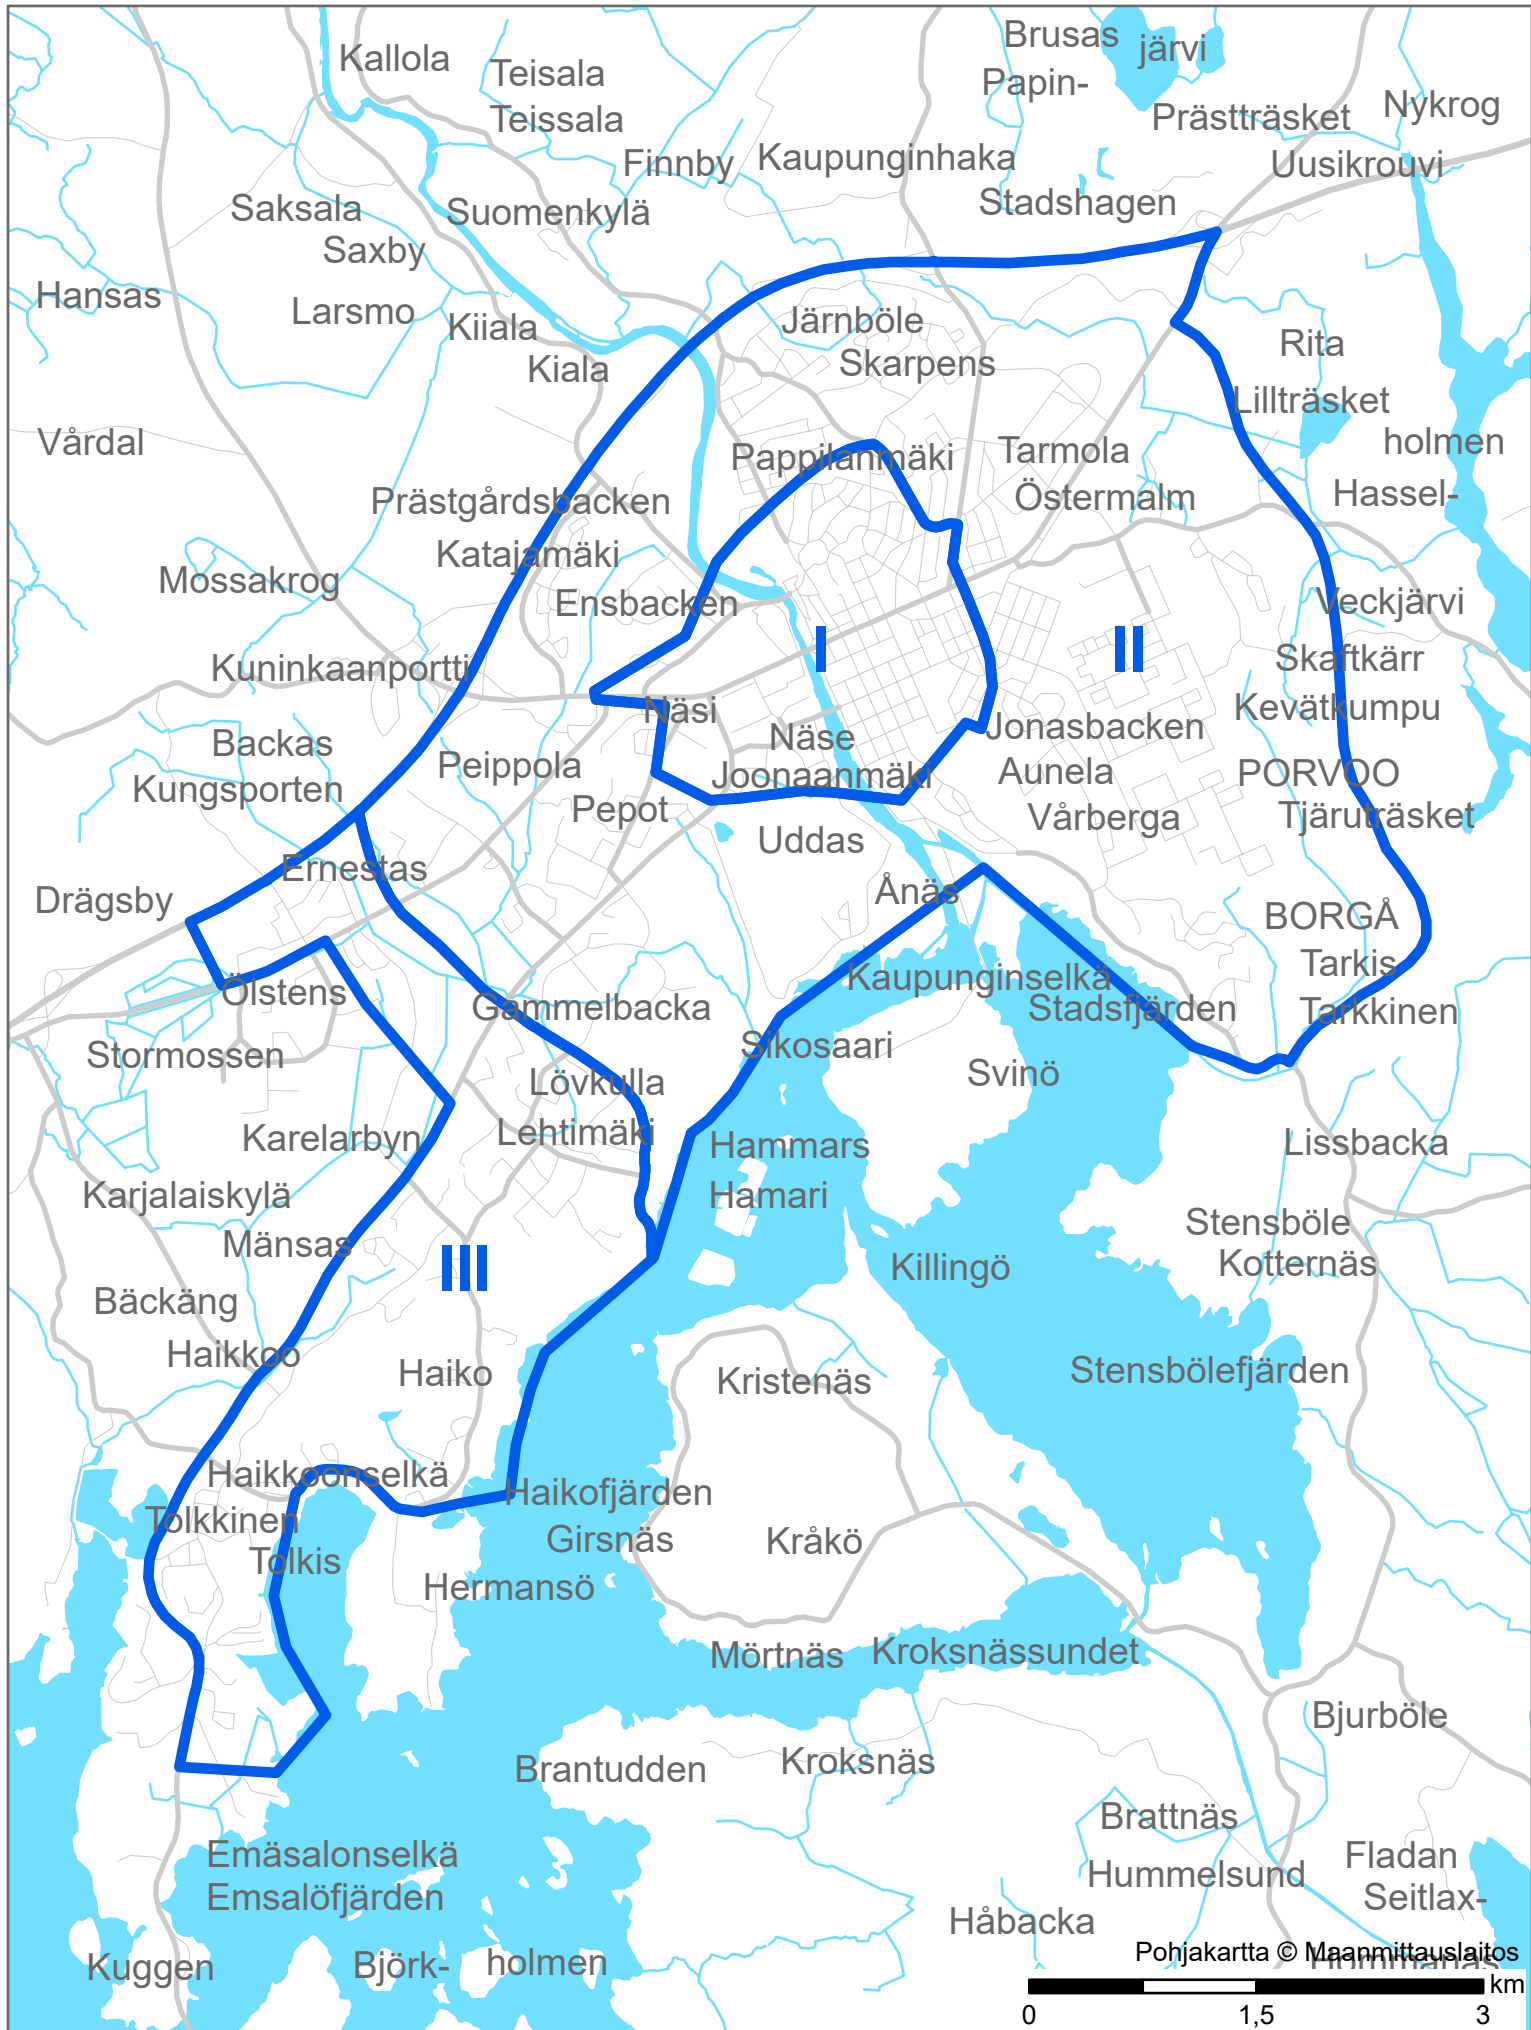 Brusas
järvi
Kallola
Teisala
Papin-
Nykrog
Teissala
Prästträsket
Finnby
Kaupunginhaka
Uusikrouvi
Saksala
Suomenkylä
Stadshagen
Saxby
Hansas
Larsmo
Kiiala
Järnböle
Rita
Kiala
Skarpens
Lillträsket
Vårdal
holmen
Pappilanmäki
Tarmola
Prästgårdsbacken
Östermalm
Hassel-
Katajamäki
Mossakrog
Ensbacken
Veckjärvi
I
II
Kuninkaanportti
Skaftkärr
Näsi
Kevätkumpu
Backas
Näse
Jonasbacken
Peippola
Joonaanmäki
Aunela
PORVOO
Kungsporten
Pepot
Vårberga
Tjäruträsket
Uddas
Ernestas
Drägsby
Ånäs
BORGÅ
Tarkis
Ölstens
Kaupunginselkä
Gammelbacka
Stadsfjärden
Tarkkinen
Stormossen
Sikosaari
Svinö
Lövkulla
Karelarbyn
Lehtimäki
Hammars
Lissbacka
Karjalaiskylä
Hamari
Mänsas
Stensböle
III
Killingö
Kotternäs
Bäckäng
Haikkoo
Haiko
Kristenäs
Stensbölefjärden
Haikkoonselkä
Haikofjärden
Tolkkinen
Girsnäs
Kråkö
Tolkis
Hermansö
Mörtnäs
Kroksnässundet
Bjurböle
Brantudden
Kroksnäs
Brattnäs
Emäsalonselkä
Fladan
Hummelsund
Emsalöfjärden
Seitlax-
Håbacka
Kuggen
Björk-
holmen
Pohjakartta © Maanmittauslaitos
Hommanäs
km
0
1,5
3